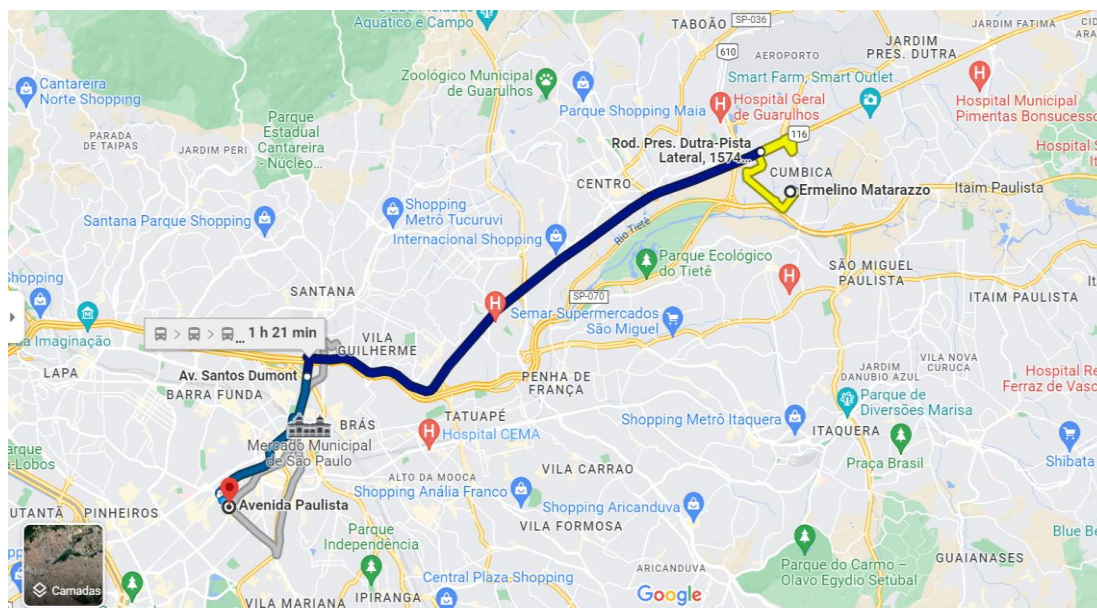 TABOÃO
SP-036
JARDIM FATIMA
JARDIM
PRES. DUTRA
AEROPORTO
610
Cantareira
Norte Shopping
Zoológico Municipal
de Guarulhos
Smart Farm, Smart Outlet
Parque Shopping Maia
Hospital Geral
de Guarulhos
Hospital Municipal
Pimentas Bonsucesso
PARADA
DE TAIPAS
JARDIM PERI
Parque
Estadual
Cantareira
- Núcleo...
116
Rod. Pres. Dutra-Pista
Lateral, 1574...
CUMBICA
CENTRO
Ermelino Matarazzo
Itaim Paulista
Santana Parque Shopping
Shopping
Metrô Tucuruvi
Internacional Shopping
Rio Tietê
Parque Ecológico
do Tietê
SÃO MIGUEL
PAULISTA
ITAIM PAULISTA
Shopping
SANTANA
SP-070
Semar Supermercados
São Miguel
da Imaginação
1 h 21 min
VILA
GUILHERME
LAPA
Av. Santos Dumont
BARRA FUNDA
PENHA DE
FRANÇA
JARDIM
DANUBIO AZUL
VILA NOVA
CURUCA
Hospital Re
Ferraz de Vasc
Parque de
Diversões Marisa
BRÁS
TATUAPÉ
Shopping Metrô Itaquera
ITAQUERA
Mercado Municipal
de São Paulo
Hospital CEMA
Praça Brasil
Shibata
Parque
a-Lobos
ALTO DA MOOCA
VILA CARRAO
Shopping Anália Franco
Shopping Aricanduva
UTANTÃ
PINHEIROS
Avenida Paulista
VILA FORMOSA
Parque
Independência
Blue Be
GUAIANASES
Parque do Carmo –
Olavo Egydio Setúbal
ARICANDUVA
Central Plaza Shopping
Camadas
VILA MARIANA
IPIRANGA
Google